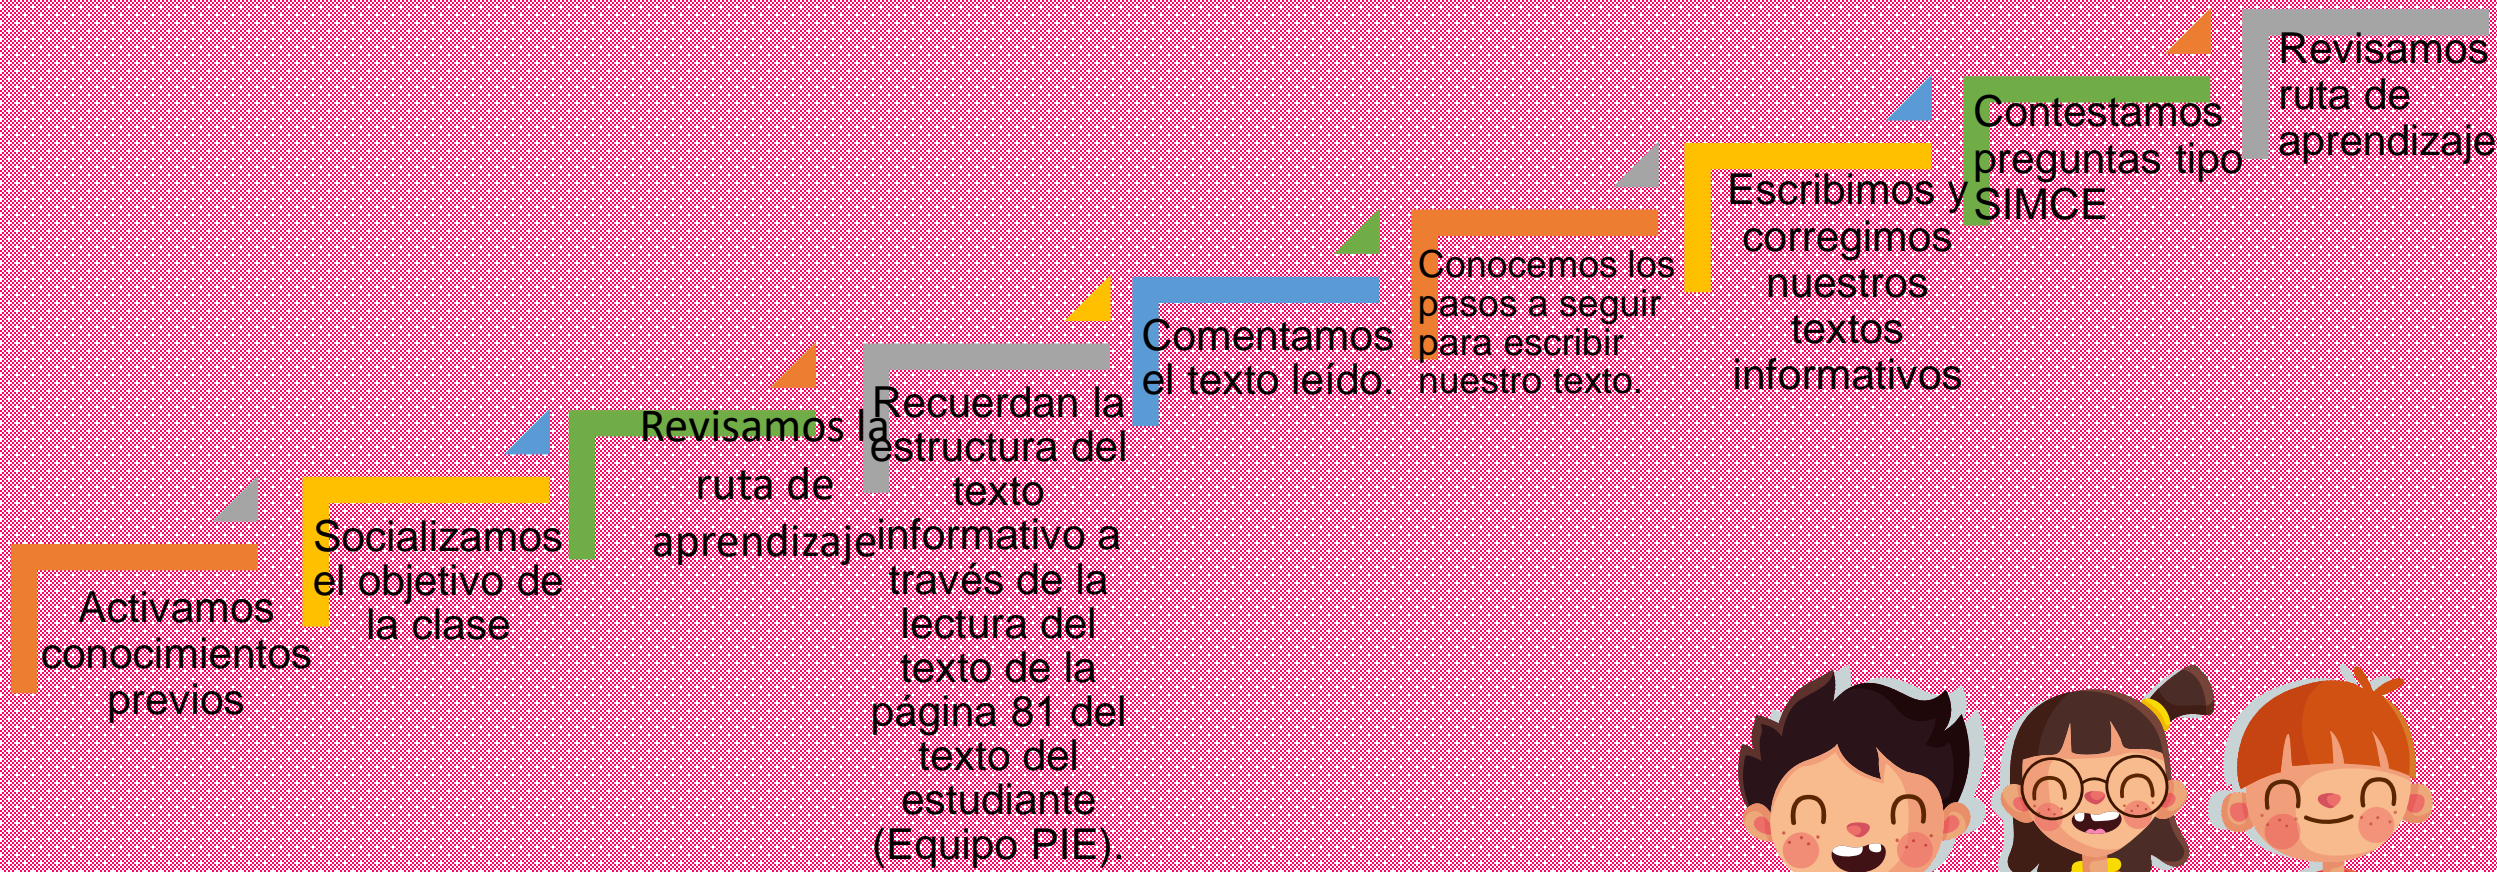 Activamos
conocimientos
previos
Socializamos
el objetivo de
la clase
Revisamos la
ruta de
aprendizaje
Recuerdan la
estructura del
texto
informativo a
través de la
lectura del
texto de la
página 81 del
texto del
estudiante
(Equipo PIE).
Comentamos
el texto leído.
Conocemos los
pasos a seguir
para escribir
nuestro texto.
Escribimos y
corregimos
nuestros
textos
informativos
Contestamos
preguntas tipo
SIMCE
Revisamos
ruta de
aprendizaje